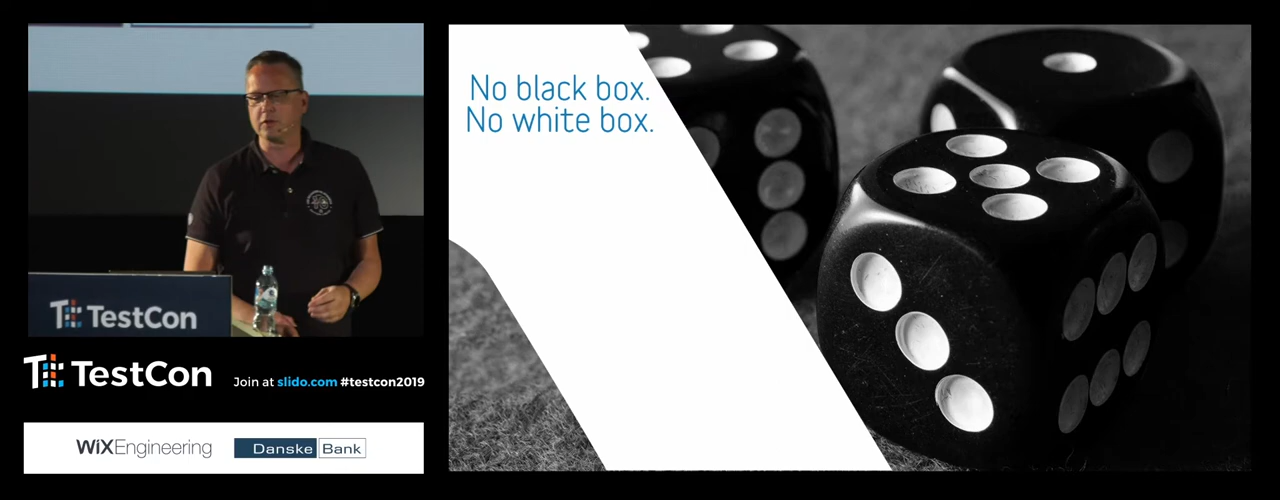 TestCon
TestCon
Join at slido.com #testcon2019
WiXEngineering
Danske Bank
No black box.
No white box.